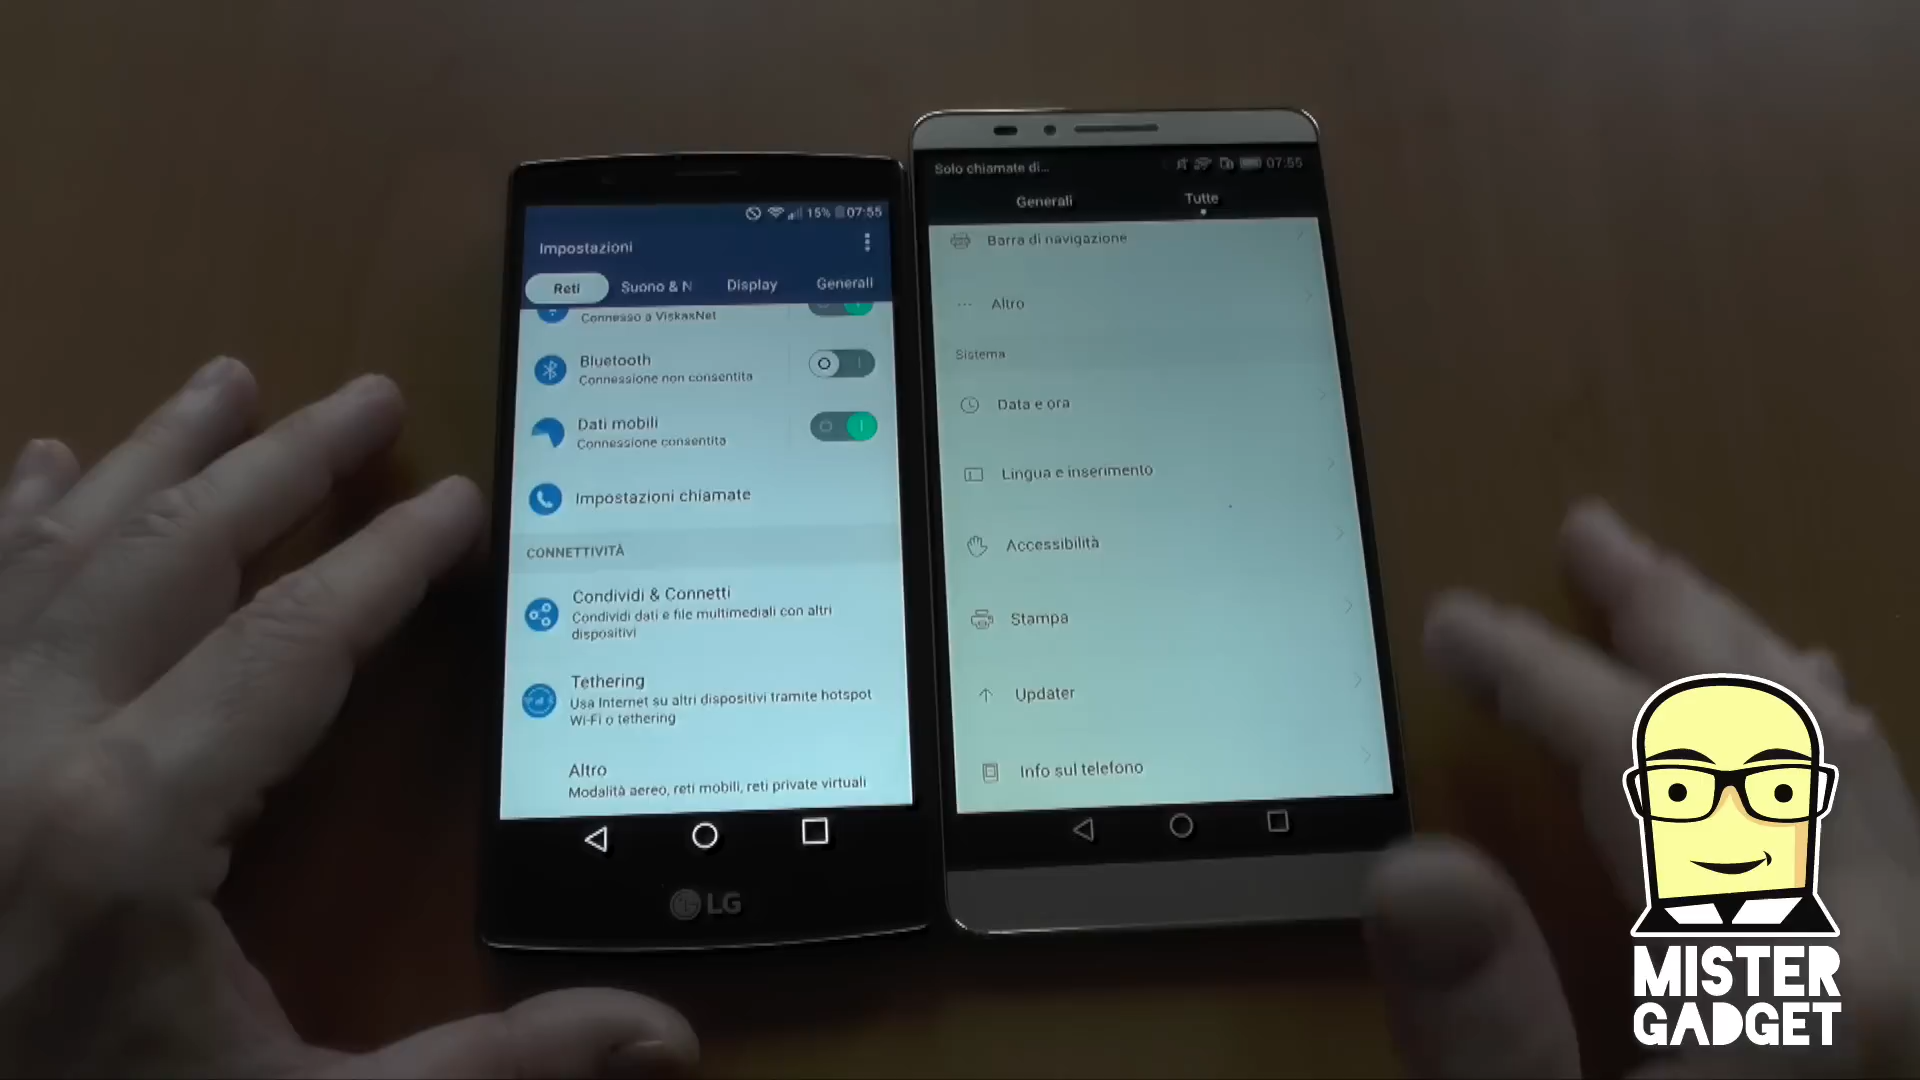 15% 07:55
Impostazioni
Reti Suono & N Display Generali
Connesso a ViskaxNet
Bluetooth
Connessione non consentita
Dati mobili
Connessione consentita
Impostazioni chiamate
CONNETTIVITÀ
Condividi & Connetti
Condividi dati e file multimediali con altri
dispositivi
Tethering
Usa Internet su altri dispositivi tramite hotspot
Wi-Fi o tethering
Altro
Modalità aereo, reti mobili, reti private virtuali
LG
Solo chiamate di... 07:55
Generali Tutte
Barra di navigazione
Altro
Sistema
Data e ora
Lingua e inserimento
Accessibilità
Stampa
Updater
Info sul telefono
MISTER
GADGET